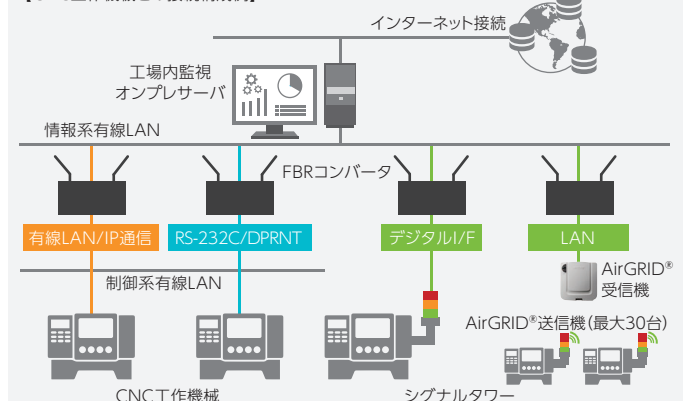 インターネット接続
工場内監視
オンプレサーバ
情報系有線LAN
FBRコンバータ
有線LAN/IP通信
RS-232C/DPRNT
デジタルI/F
LAN
制御系有線LAN
AirGRID®
受信機
AirGRID®送信機(最大30台)
CNC工作機械
シグナルタワー